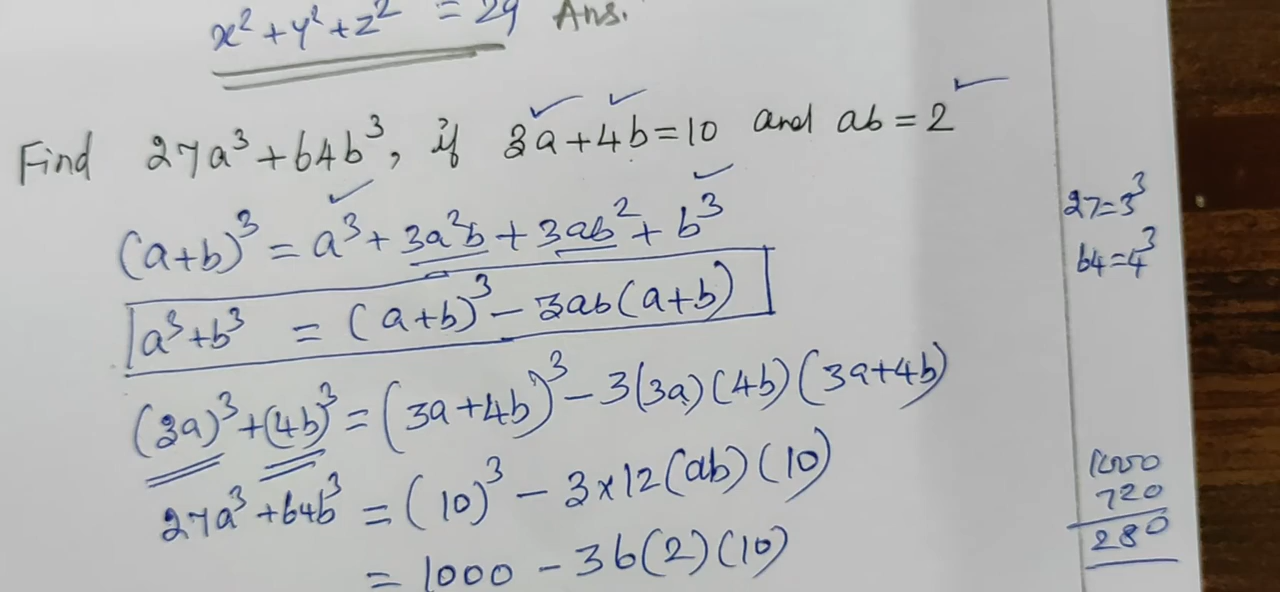 x² + y² + z² = 29 Ans.
Find 27a³ + 64b³, if 3a + 4b = 10 and ab = 2
(a+b)³ = a³ + 3a²b + 3ab² + b³
a³ + b³ = (a+b)³ - 3ab(a+b)
(3a)³ + (4b)³ = (3a + 4b)³ - 3(3a)(4b)(3a+4b)
27a³ + 64b³ = (10)³ - 3×12(ab)(10)
= 1000 - 36(2)(10)
27=3³
64=4³
1000
720
280